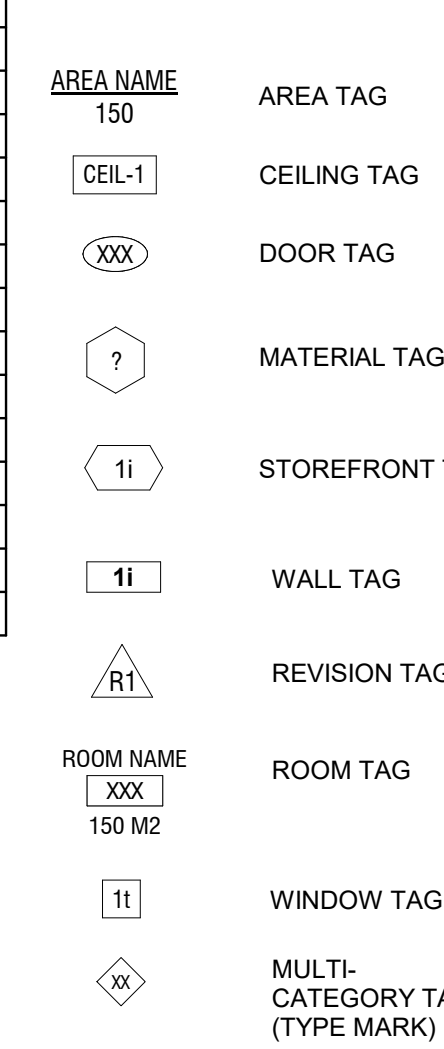 AREA NAME
150
AREA TAG
CEIL-1
CEILING TAG
XXX
DOOR TAG
?
MATERIAL TAG
1i
STOREFRONT
1i
WALL TAG
R1
REVISION TAG
ROOM NAME
XXX
150 M2
ROOM TAG
1t
WINDOW TAG
XX
MULTI-
CATEGORY TA
(TYPE MARK)